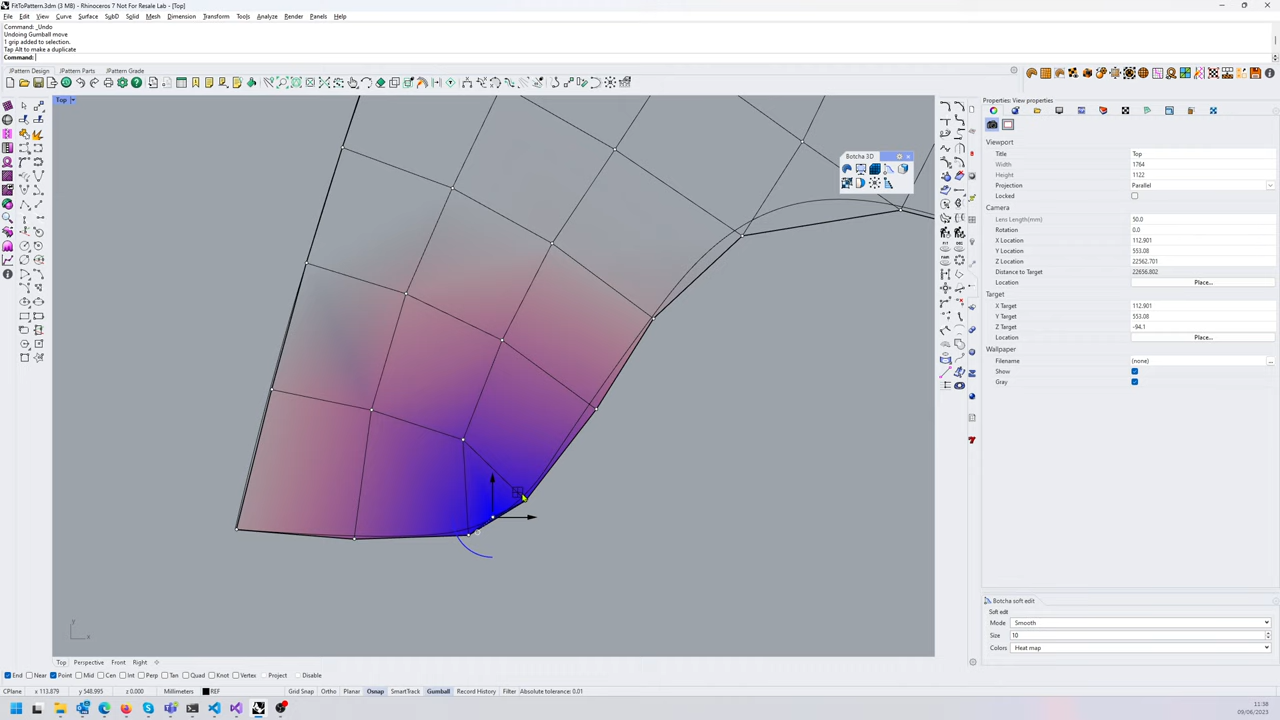 FitToPattern.3dm (3 MB) - Rhinoceros 7 Not For Resale Lab - [Top]
File Edit View Curve Surface SubD Solid Mesh Dimension Transform Tools Analyze Render Panels Help
Command: _Undo
Undoing Gumball move
1 grip added to selection.
Tap Alt to make a duplicate
Command:
JPattern Design JPattern Parts JPattern Grade
Top
Botcha 3D
Properties: View properties
Viewport
Title Top
Width 1764
Height 1122
Projection Parallel
Locked
Camera
Lens Length(mm) 50.0
Rotation 0.0
X Location 112.901
Y Location 553.08
Z Location 22562.701
Distance to Target 22656.802
Location Place...
Target
X Target 112.901
Y Target 553.08
Z Target -94.1
Location Place...
Wallpaper
Filename (none) ...
Show
Gray
Botcha soft edit
Soft edit
Mode Smooth
Size 10
Colors Heat map
y
x
Top Perspective Front Right
End Near Point Mid Cen Int Perp Tan Quad Knot Vertex Project Disable
CPlane x 113.879 y 548.995 z 0.000 Millimeters REF Grid Snap Ortho Planar Osnap SmartTrack Gumball Record History Filter Absolute tolerance: 0.01
11:38
09/06/2023